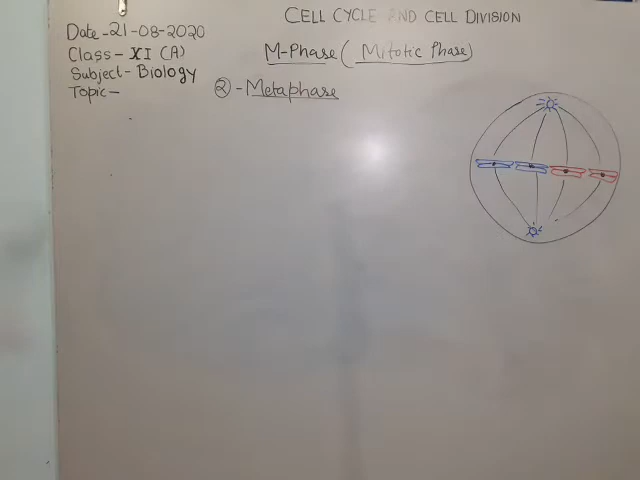 CELL CYCLE AND CELL DIVISION
Date-21-08-2020
Class- XI (A)
M-Phase ( Mitotic Phase)
Subject- Biology
Topic-
② - Metaphase